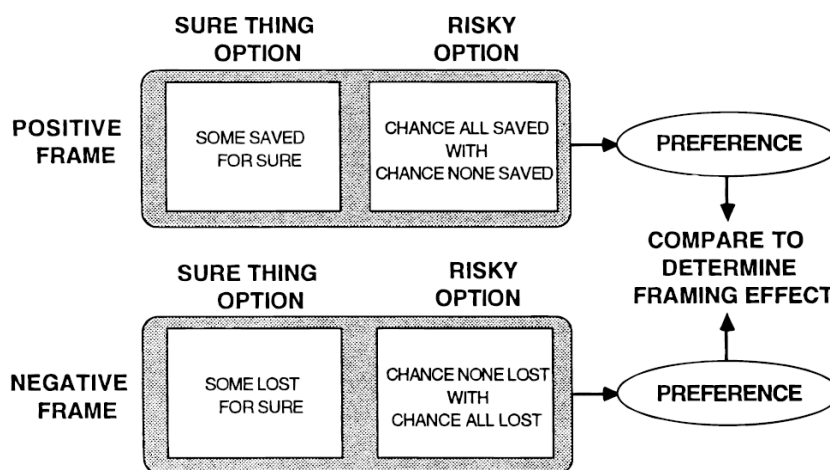 SURE THING
OPTION
RISKY
OPTION
POSITIVE
FRAME
SOME SAVED
FOR SURE
CHANCE ALL SAVED
WITH
CHANCE NONE SAVED
PREFERENCE
COMPARE TO
DETERMINE
FRAMING EFFECT
SURE THING
OPTION
RISKY
OPTION
NEGATIVE
FRAME
SOME LOST
FOR SURE
CHANCE NONE LOST
WITH
CHANCE ALL LOST
PREFERENCE